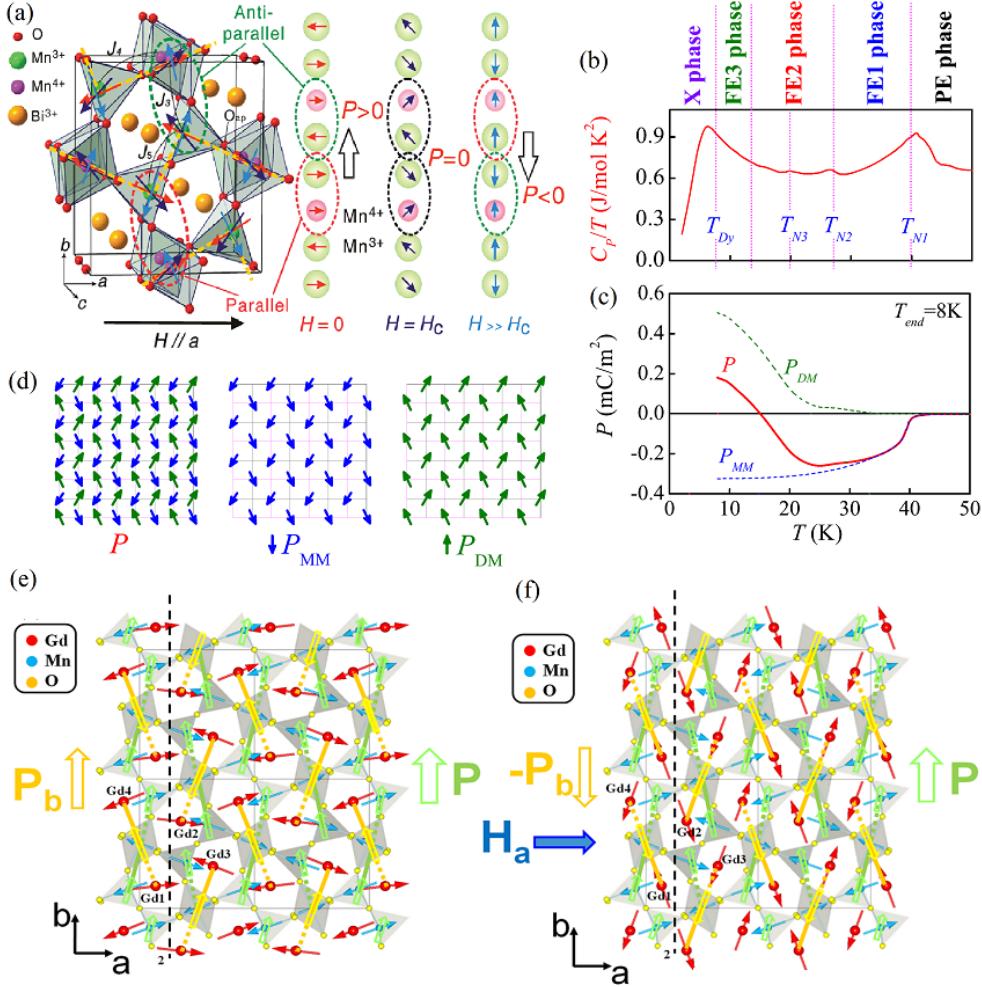 (a)
O
Mn3+
Mn4+
Bi3+
Anti-
parallel
J4
J3
Onp
J5
b
a
c
Parallel
H // a
P>0
P=0
P<0
Mn4+
Mn3+
H = 0
H = HC
H >> HC
(b)
X phase
FE3 phase
FE2 phase
FE1 phase
PE phase
CP/T (J/mol K2)
0.9
0.6
0.3
0.0
TDy
TN3
TN2
TN1
(c)
Tend=8K
P (mC/m2)
0.6
0.4
0.2
0.0
-0.2
-0.4
PDM
P
PMM
0
10
20
30
40
50
T (K)
(d)
P
PMM
PDM
(e)
Gd
Mn
O
Pb
P
Gd4
Gd2
Gd3
Gd1
b
a
2
(f)
Gd
Mn
O
-Pb
P
Ha
Gd4
Gd2
Gd3
Gd1
b
a
2